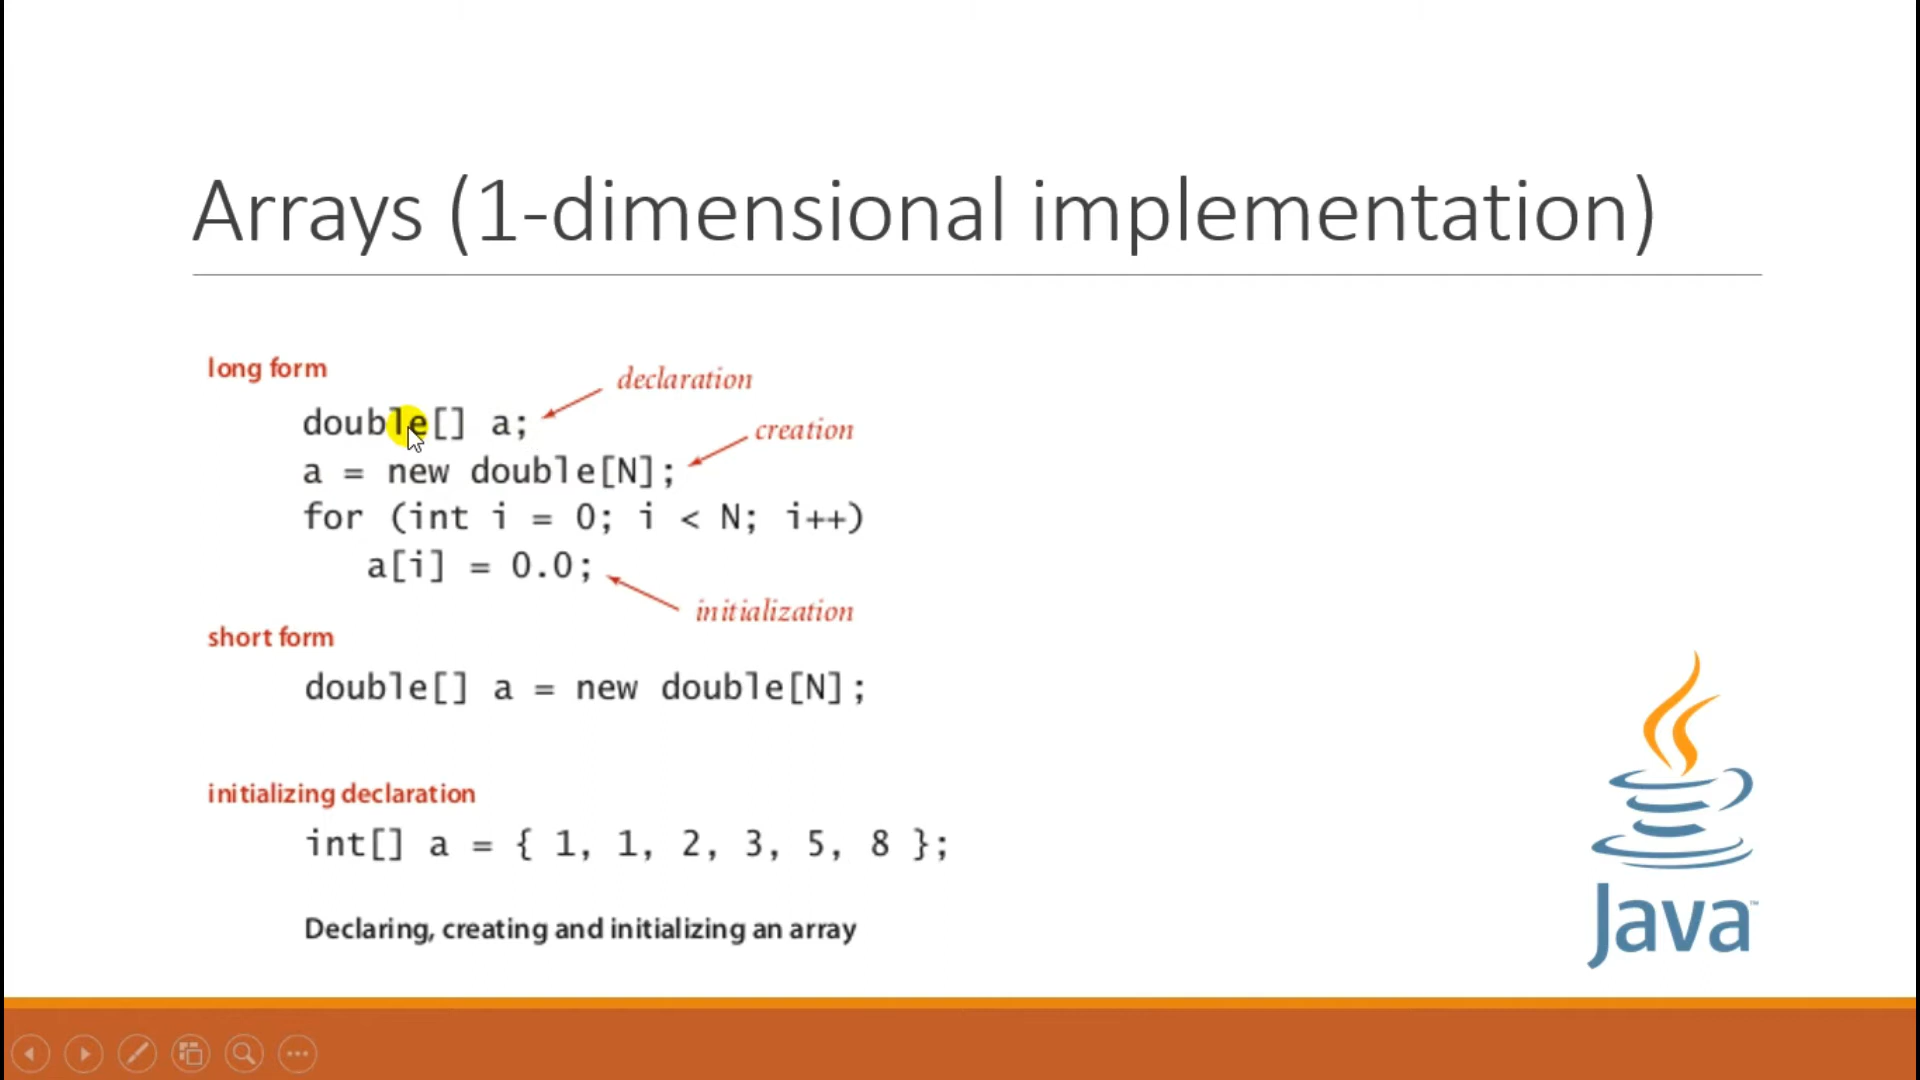 Arrays (1-dimensional implementation)
long form
declaration
double[] a;
creation
a = new double[N];
for (int i = 0; i < N; i++)
a[i] = 0.0;
initialization
short form
double[] a = new double[N];
initializing declaration
int[] a = { 1, 1, 2, 3, 5, 8 };
Declaring, creating and initializing an array
Java™